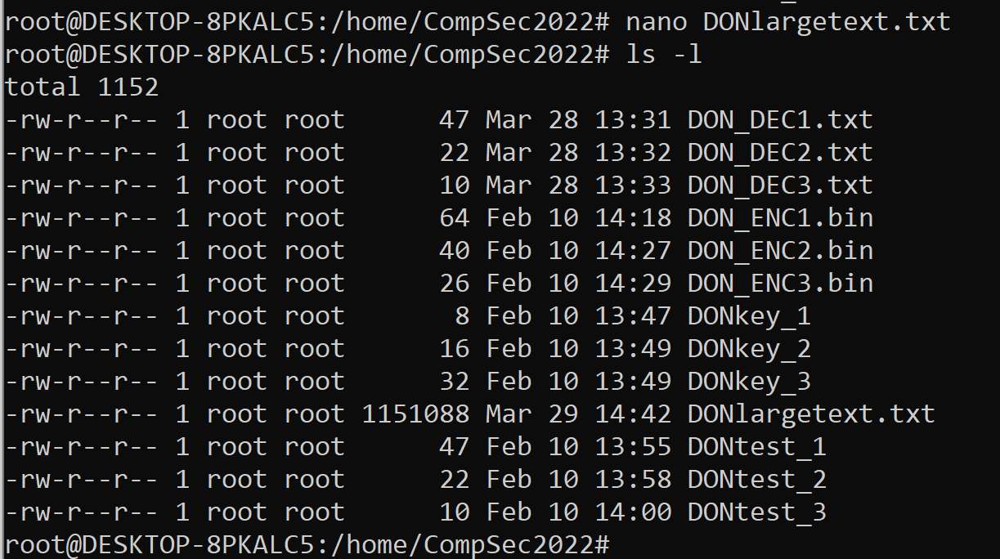 root@DESKTOP-8PKALC5:/home/CompSec2022# nano DONlargetext.txt
root@DESKTOP-8PKALC5:/home/CompSec2022# ls -l
total 1152
-rw-r--r-- 1 root root      47 Mar 28 13:31 DON_DEC1.txt
-rw-r--r-- 1 root root      22 Mar 28 13:32 DON_DEC2.txt
-rw-r--r-- 1 root root      10 Mar 28 13:33 DON_DEC3.txt
-rw-r--r-- 1 root root      64 Feb 10 14:18 DON_ENC1.bin
-rw-r--r-- 1 root root      40 Feb 10 14:27 DON_ENC2.bin
-rw-r--r-- 1 root root      26 Feb 10 14:29 DON_ENC3.bin
-rw-r--r-- 1 root root       8 Feb 10 13:47 DONkey_1
-rw-r--r-- 1 root root      16 Feb 10 13:49 DONkey_2
-rw-r--r-- 1 root root      32 Feb 10 13:49 DONkey_3
-rw-r--r-- 1 root root 1151088 Mar 29 14:42 DONlargetext.txt
-rw-r--r-- 1 root root      47 Feb 10 13:55 DONtest_1
-rw-r--r-- 1 root root      22 Feb 10 13:58 DONtest_2
-rw-r--r-- 1 root root      10 Feb 10 14:00 DONtest_3
root@DESKTOP-8PKALC5:/home/CompSec2022#